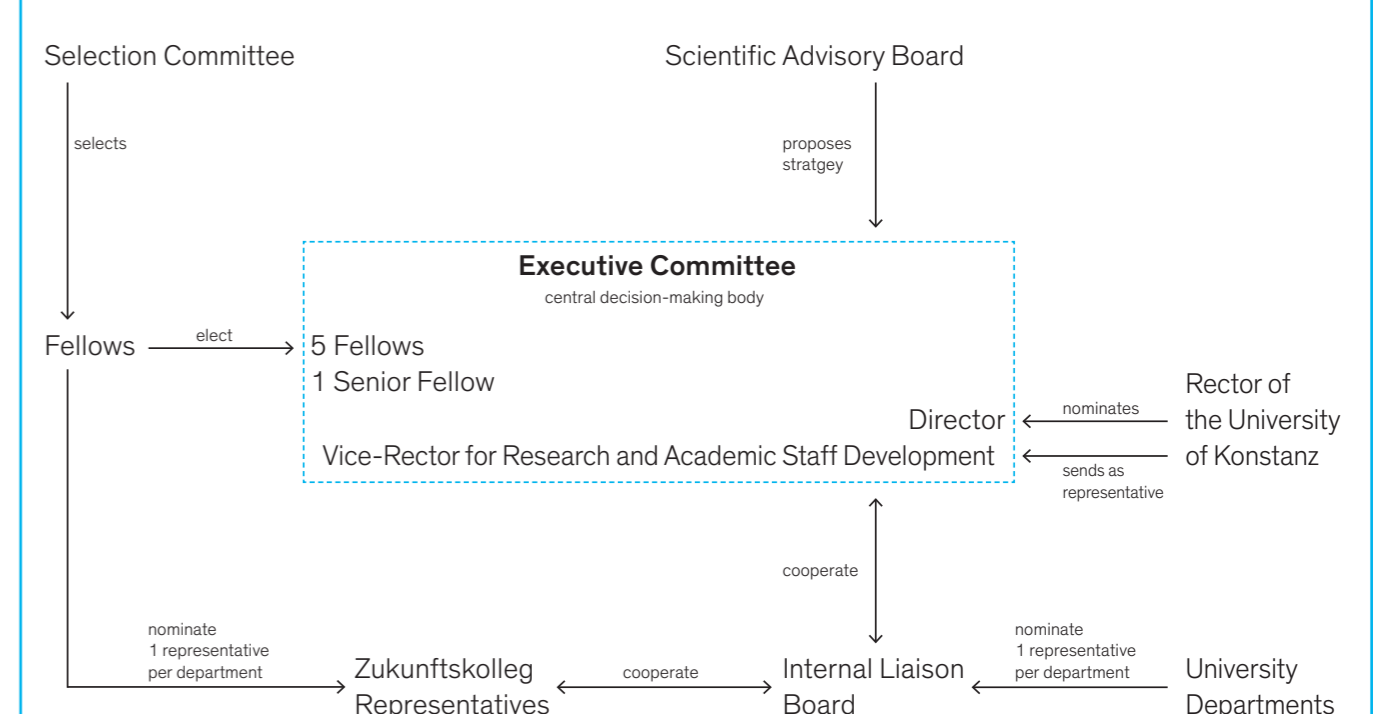 Selection Committee
Scientific Advisory Board
selects
proposes
stratgey
Executive Committee
central decision-making body
Fellows
elect
5 Fellows
1 Senior Fellow
Director
Vice-Rector for Research and Academic Staff Development
nominates
sends as
representative
Rector of
the University
of Konstanz
cooperate
nominate
1 representative
per department
Zukunftskolleg
Representatives
cooperate
Internal Liaison
Board
nominate
1 representative
per department
University
Departments